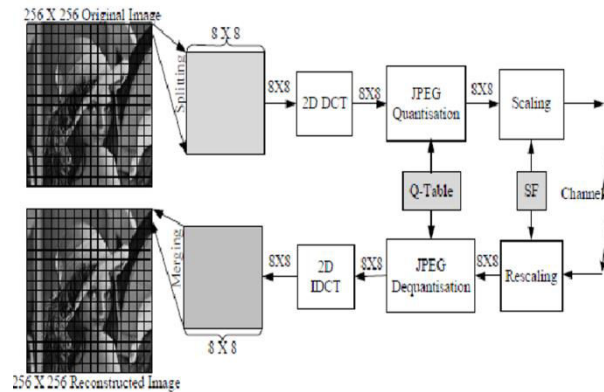 256 X 256 Original Image
8 X 8
Splitting
8X8
2D DCT
8X8
JPEG
Quantisation
8X8
Scaling
Q-Table
SF
Channel
Merging
8X8
2D
IDCT
8X8
JPEG
Dequantisation
8X8
Rescaling
8 X 8
256 X 256 Reconstructed Image